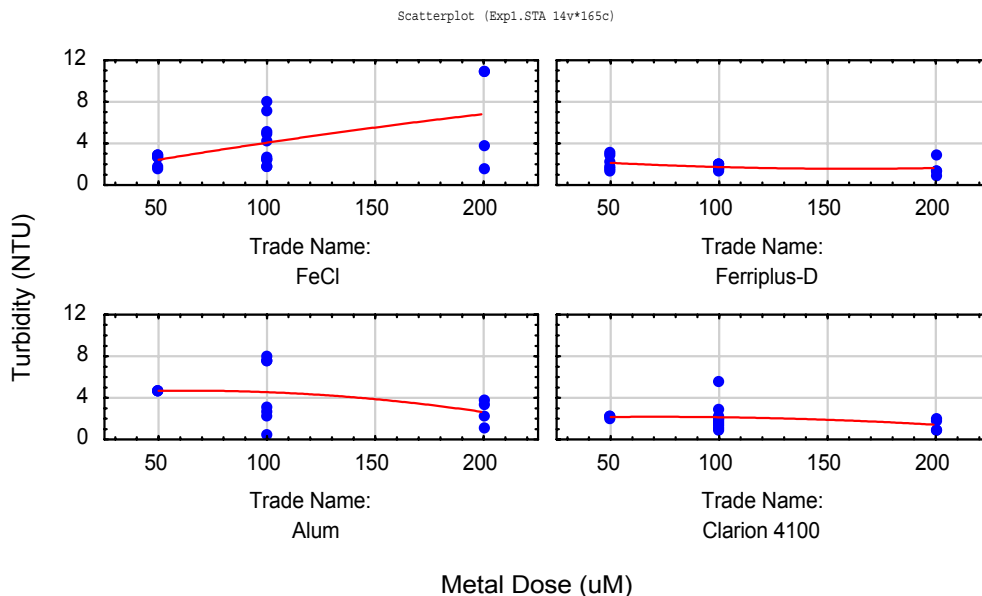 Scatterplot (Exp1.STA 14v*165c)
Turbidity (NTU)
12
8
4
0
50 100 150 200
Trade Name:
FeCl
50 100 150 200
Trade Name:
Ferriplus-D
12
8
4
0
50 100 150 200
Trade Name:
Alum
50 100 150 200
Trade Name:
Clarion 4100
Metal Dose (uM)